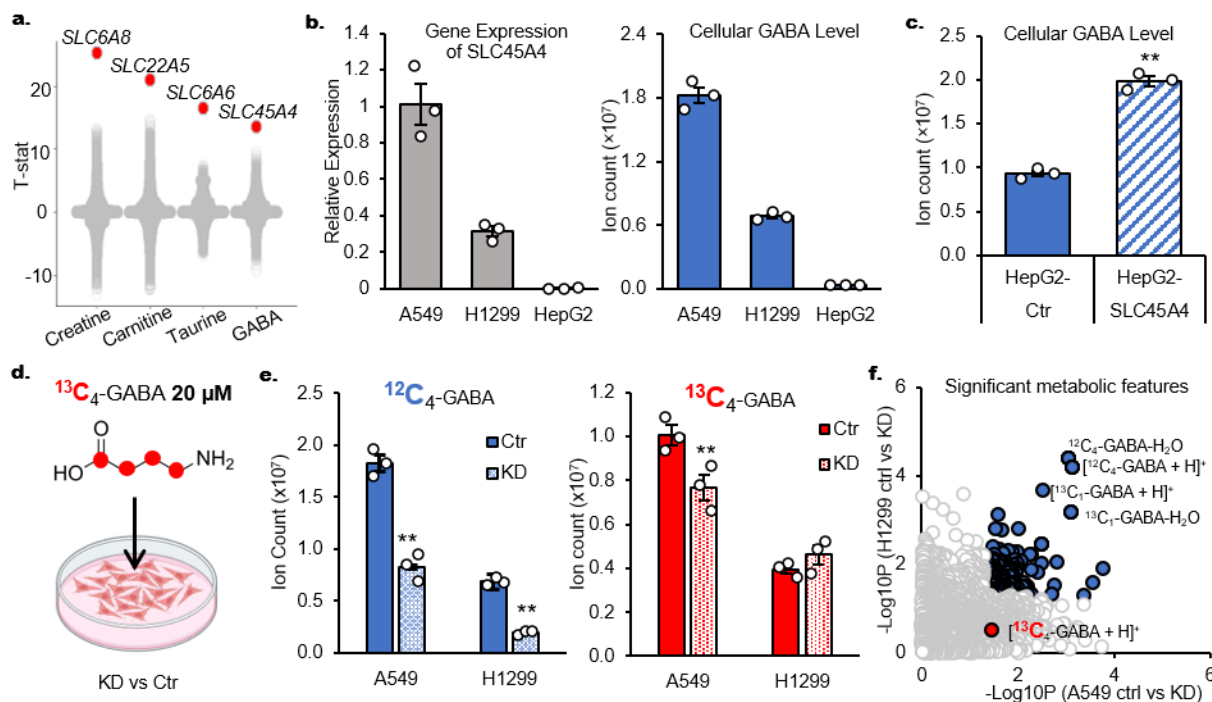 a.
SLC6A8
SLC22A5
SLC6A6
SLC45A4
T-stat
20
10
0
-10
Creatine
Carnitine
Taurine
GABA
b.
Gene Expression
of SLC45A4
Relative Expression
1.4
1.2
1
0.8
0.6
0.4
0.2
0
A549 H1299 HepG2
Cellular GABA Level
Ion count (×10⁷)
2.4
1.8
1.2
0.6
0.0
A549 H1299 HepG2
c.
Cellular GABA Level
Ion count (×10⁷)
2.5
2.0
1.5
1.0
0.5
0.0
**
HepG2-
Ctr
HepG2-
SLC45A4
d.
¹³C₄-GABA 20 µM
O
HO
NH₂
KD vs Ctr
e.
¹²C₄-GABA
Ion Count (x10⁷)
2.5
2.0
1.5
1.0
0.5
0.0
Ctr
KD
**
**
A549 H1299
¹³C₄-GABA
Ion count (x10⁷)
1.2
1.0
0.8
0.6
0.4
0.2
0.0
Ctr
KD
**
A549 H1299
f.
Significant metabolic features
-Log10P (H1299 ctrl vs KD)
6
4
2
0
¹²C₄-GABA-H₂O
[¹²C₄-GABA + H]⁺
[¹³C₁-GABA + H]⁺
¹³C₁-GABA-H₂O
[¹³C₄-GABA + H]⁺
0 2 4 6
-Log10P (A549 ctrl vs KD)